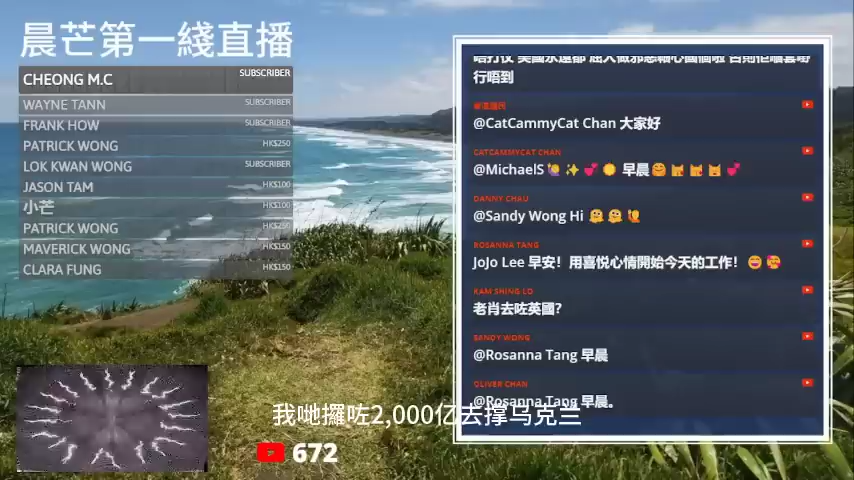 晨芒第一綫直播
CHEONG M.C SUBSCRIBER
WAYNE TANN SUBSCRIBER
FRANK HOW SUBSCRIBER
PATRICK WONG HK$250
LOK KWAN WONG SUBSCRIBER
JASON TAM HK$100
小芒 HK$100
PATRICK WONG
MAVERICK WONG HK$150
CLARA FUNG HK$150
行唔到
@CatCammyCat Chan 大家好
CATCAMMYCAT CHAN
@MichaelS🙋✨💕🌞 早晨🤗😸😸😸💕
DANNY CHAU
@Sandy Wong Hi 🤗🤗🙋
ROSANNA TANG
JoJo Lee 早安！用喜悅心情開始今天的工作！😄🥰
KAM SHING LO
老肖去咗英國?
SANDY WONG
@Rosanna Tang 早晨
OLIVER CHAN
@Rosanna Tang 早晨。
我哋攞咗2,000亿去撑乌克兰
672